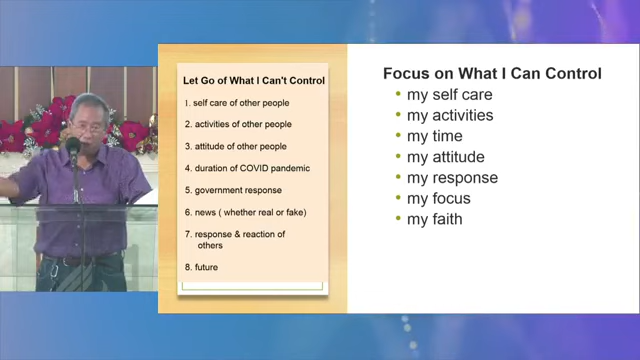 Let Go of What I Can't Control
1. self care of other people
2. activities of other people
3. attitude of other people
4. duration of COVID pandemic
5. government response
6. news ( whether real or fake)
7. response & reaction of
others
8. future
Focus on What I Can Control
• my self care
• my activities
• my time
• my attitude
• my response
• my focus
• my faith